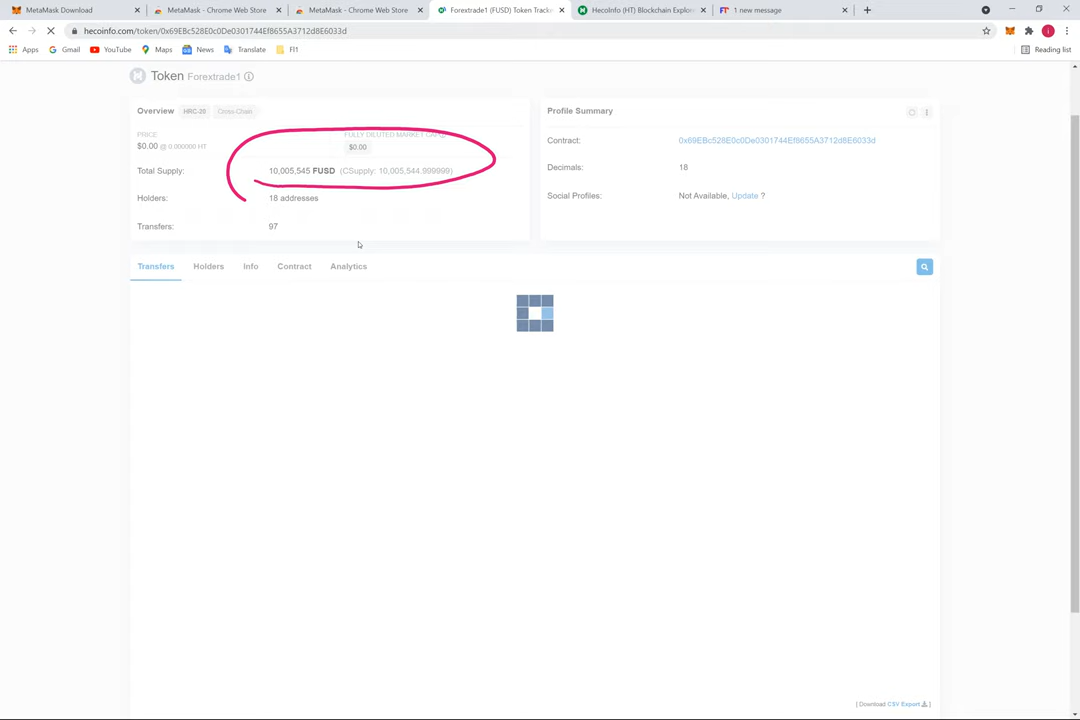 MetaMask Download
MetaMask - Chrome Web Store
MetaMask - Chrome Web Store
Forextrade1 (FUSD) Token Tracke
HecoInfo (HT) Blockchain Explore
1 new message
hecoinfo.com/token/0x69EBc528E0c0De0301744Ef8655A3712d8E6033d
Apps
Gmail
YouTube
Maps
News
Translate
FI1
Reading list
Token Forextrade1
Overview HRC-20 Cross-Chain
PRICE
$0.00 @ 0.000000 HT
FULLY DILUTED MARKET CAP
$0.00
Total Supply: 10,005,545 FUSD (CSupply: 10,005,544.999999)
Holders: 18 addresses
Transfers: 97
Profile Summary
Contract: 0x69EBc528E0c0De0301744Ef8655A3712d8E6033d
Decimals: 18
Social Profiles: Not Available, Update ?
Transfers Holders Info Contract Analytics
[ Download CSV Export ]